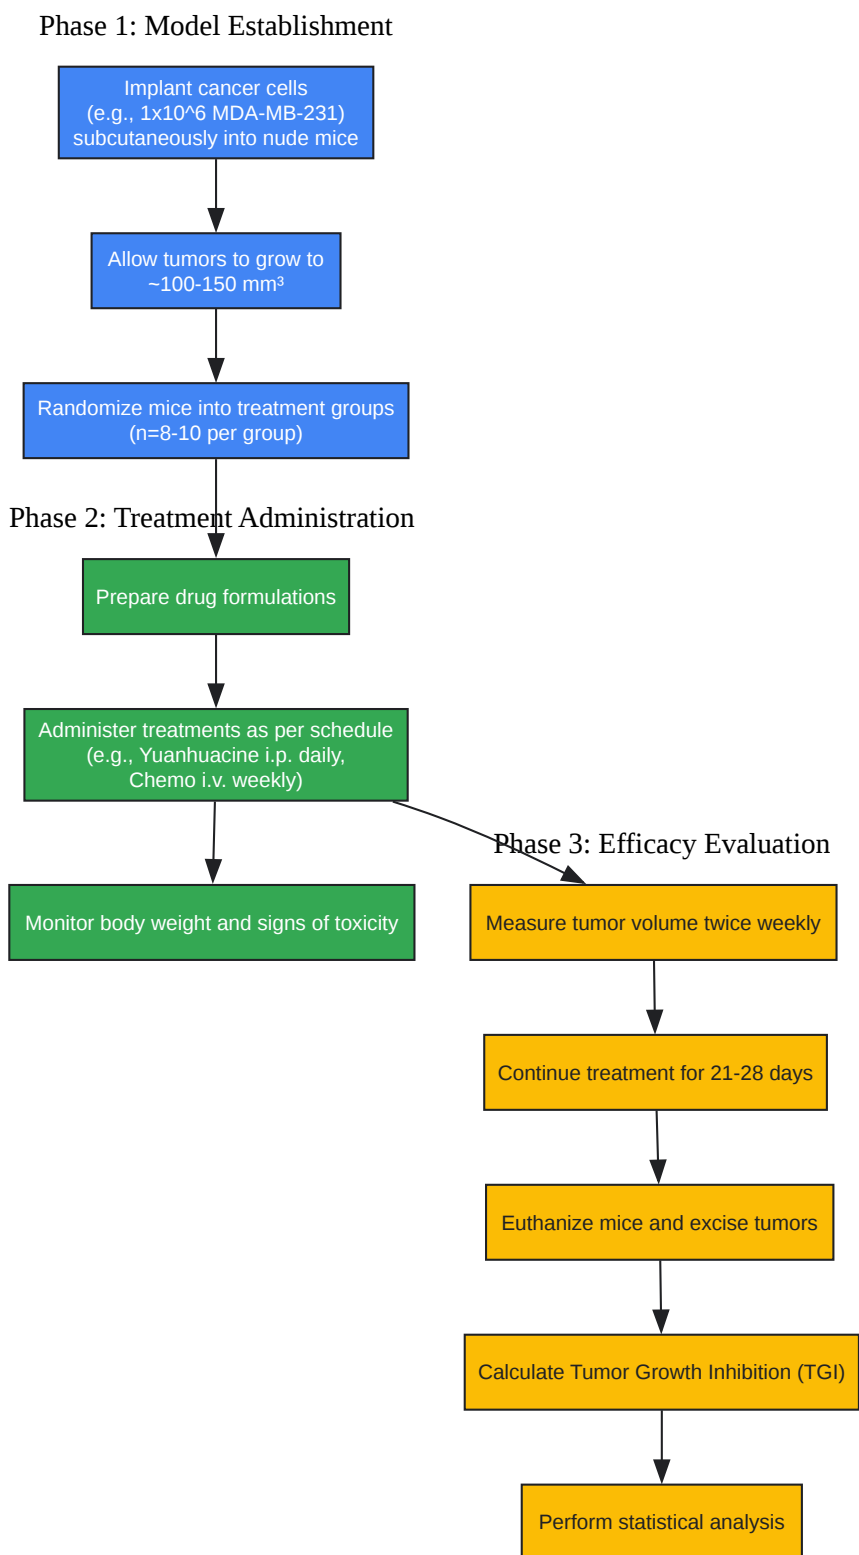 Phase 1: Model Establishment
Implant cancer cells
(e.g., 1x10^6 MDA-MB-231)
subcutaneously into nude mice
Allow tumors to grow to
~100-150 mm³
Randomize mice into treatment groups
(n=8-10 per group)
Phase 2: Treatment Administration
Prepare drug formulations
Administer treatments as per schedule
(e.g., Yuanhuacine i.p. daily,
Chemo i.v. weekly)
Monitor body weight and signs of toxicity
Phase 3: Efficacy Evaluation
Measure tumor volume twice weekly
Continue treatment for 21-28 days
Euthanize mice and excise tumors
Calculate Tumor Growth Inhibition (TGI)
Perform statistical analysis